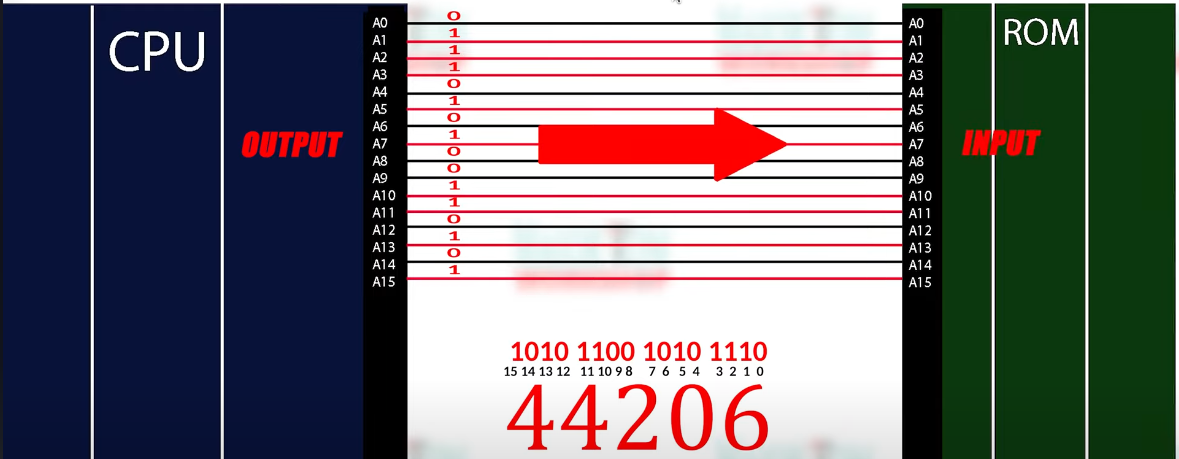 CPU
ROM
OUTPUT
INPUT
A0 0 A0
A1 1 A1
A2 1 A2
A3 1 A3
A4 0 A4
A5 1 A5
A6 0 A6
A7 1 A7
A8 0 A8
A9 0 A9
A10 1 A10
A11 1 A11
A12 0 A12
A13 1 A13
A14 0 A14
A15 1 A15
1010 1100 1010 1110
15 14 13 12 11 10 9 8 7 6 5 4 3 2 1 0
44206